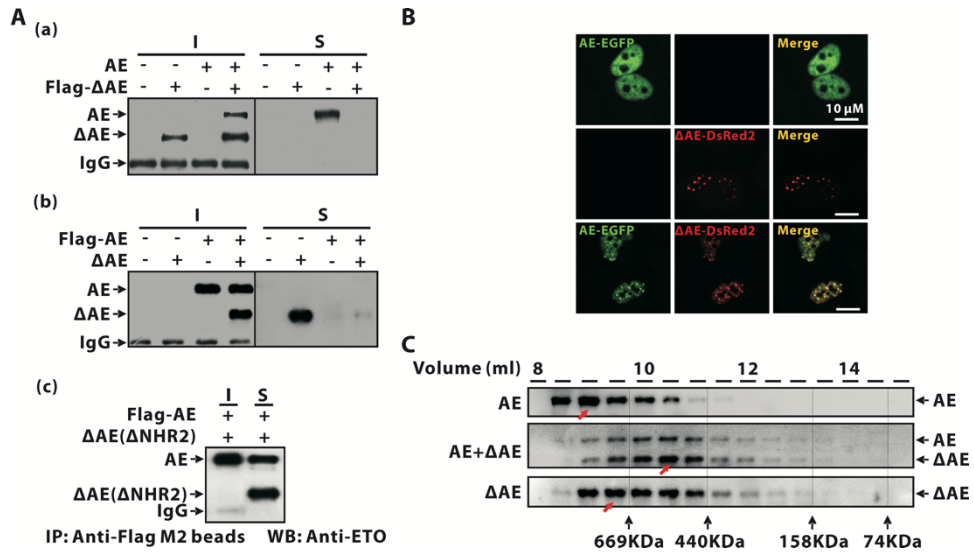 A
(a)
I S
AE - - + + - - + +
Flag-ΔAE - + - + - + - +
AE
ΔAE
IgG
(b)
I S
Flag-AE - - + + - - + +
ΔAE - + - + - + - +
AE
ΔAE
IgG
(c)
I S
Flag-AE + +
ΔAE(ΔNHR2) + +
AE
ΔAE(ΔNHR2)
IgG
IP: Anti-Flag M2 beads WB: Anti-ETO
B
AE-EGFP Merge
10 μM
ΔAE-DsRed2 Merge
AE-EGFP ΔAE-DsRed2 Merge
C
Volume (ml) 8 10 12 14
AE AE
AE+ΔAE AE
ΔAE
ΔAE ΔAE
669KDa 440KDa 158KDa 74KDa